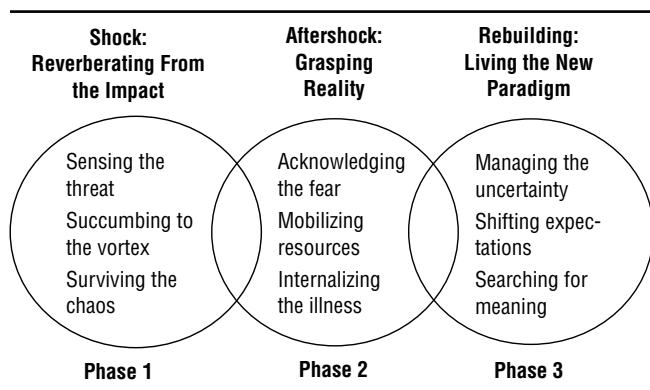 Shock:
Reverberating From
the Impact
Aftershock:
Grasping
Reality
Rebuilding:
Living the New
Paradigm
Sensing the
threat
Succumbing to
the vortex
Surviving the
chaos
Acknowledging
the fear
Mobilizing
resources
Internalizing
the illness
Managing the
uncertainty
Shifting expec-
tations
Searching for
meaning
Phase 1
Phase 2
Phase 3